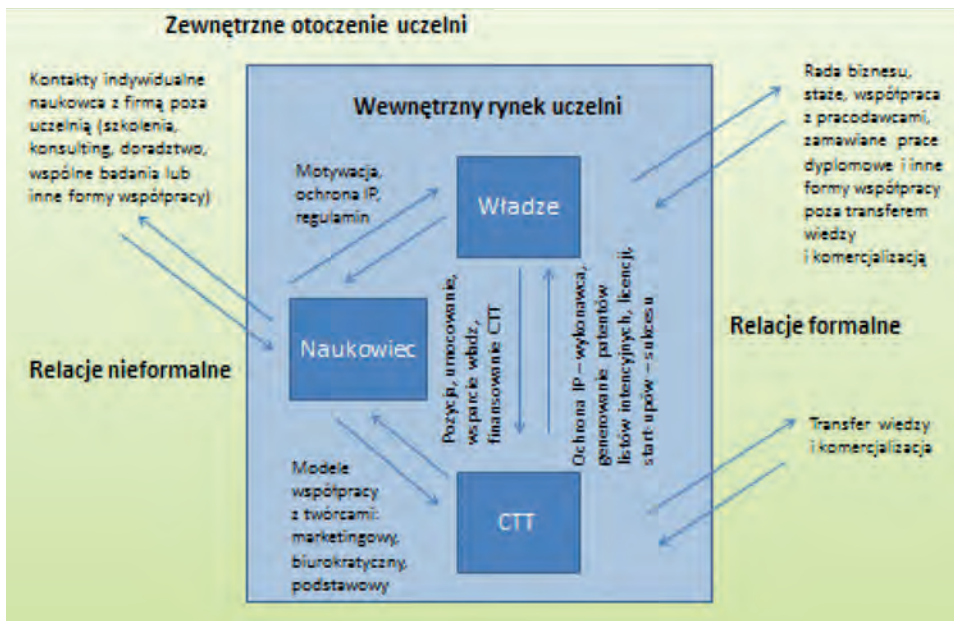 Zewnętrzne otoczenie uczelni
Kontakty indywidualne
naukowca z firmą poza
uczelnią (szkolenia,
konsulting, doradztwo,
wspólne badania lub
inne formy współpracy)
Wewnętrzny rynek uczelni
Rada biznesu,
staże, współpraca
z pracodawcami,
zamawiane prace
dyplomowe i inne
formy współpracy
poza transferem
wiedzy
i komercjalizacją
Motywacja,
ochrona IP,
regulamin
Władze
Naukowiec
Relacje nieformalne
Pozycja, umocowanie,
wsparcie władz,
finansowanie CTT
Ochrona IP – wykonawca,
generowanie patentów
listów intencyjnych, licencji,
start-upów – sukcesu
Relacje formalne
Modele
współpracy
z twórcami:
marketingowy,
biurokratyczny,
podstawowy
CTT
Transfer wiedzy
i komercjalizacja